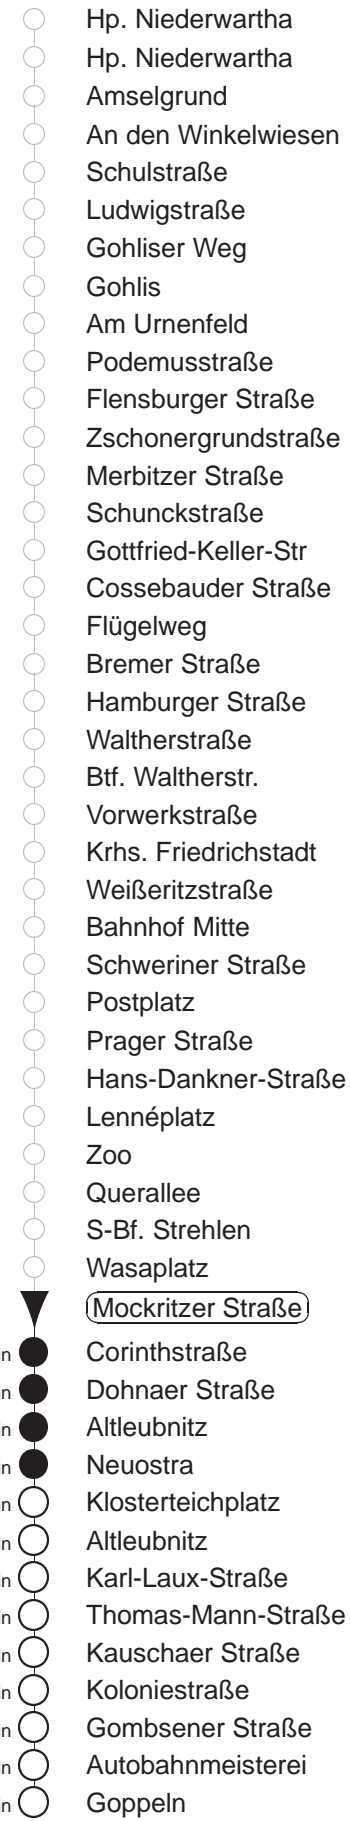 Hp. Niederwartha
Hp. Niederwartha
Amselgrund
An den Winkelwiesen
Schulstraße
Ludwigstraße
Gohliser Weg
Gohlis
Am Urnenfeld
Podemusstraße
Flensburger Straße
Zschonergrundstraße
Merbitzer Straße
Schunckstraße
Gottfried-Keller-Str
Cossebauder Straße
Flügelweg
Bremer Straße
Hamburger Straße
Waltherstraße
Btf. Waltherstr.
Vorwerkstraße
Krhs. Friedrichstadt
Weißeritzstraße
Bahnhof Mitte
Schweriner Straße
Postplatz
Prager Straße
Hans-Dankner-Straße
Lennéplatz
Zoo
Querallee
S-Bf. Strehlen
Wasaplatz
Mockritzer Straße
Corinthstraße
Dohnaer Straße
Altleubnitz
Neuostra
Klosterteichplatz
Altleubnitz
Karl-Laux-Straße
Thomas-Mann-Straße
Kauschaer Straße
Koloniestraße
Gombsener Straße
Autobahnmeisterei
Goppeln